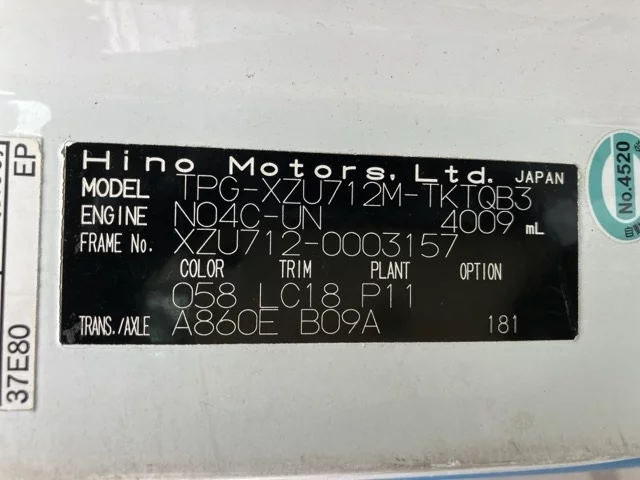 Hino Motors, Ltd. JAPAN
MODEL TPG-XZU712M-TKTQB3
ENGINE N04C-UN 4009 mL
FRAME No. XZU712-0003157
COLOR TRIM PLANT OPTION
058 LC18 P11
TRANS./AXLE A860E B09A 181
No.4520
EP
37E80